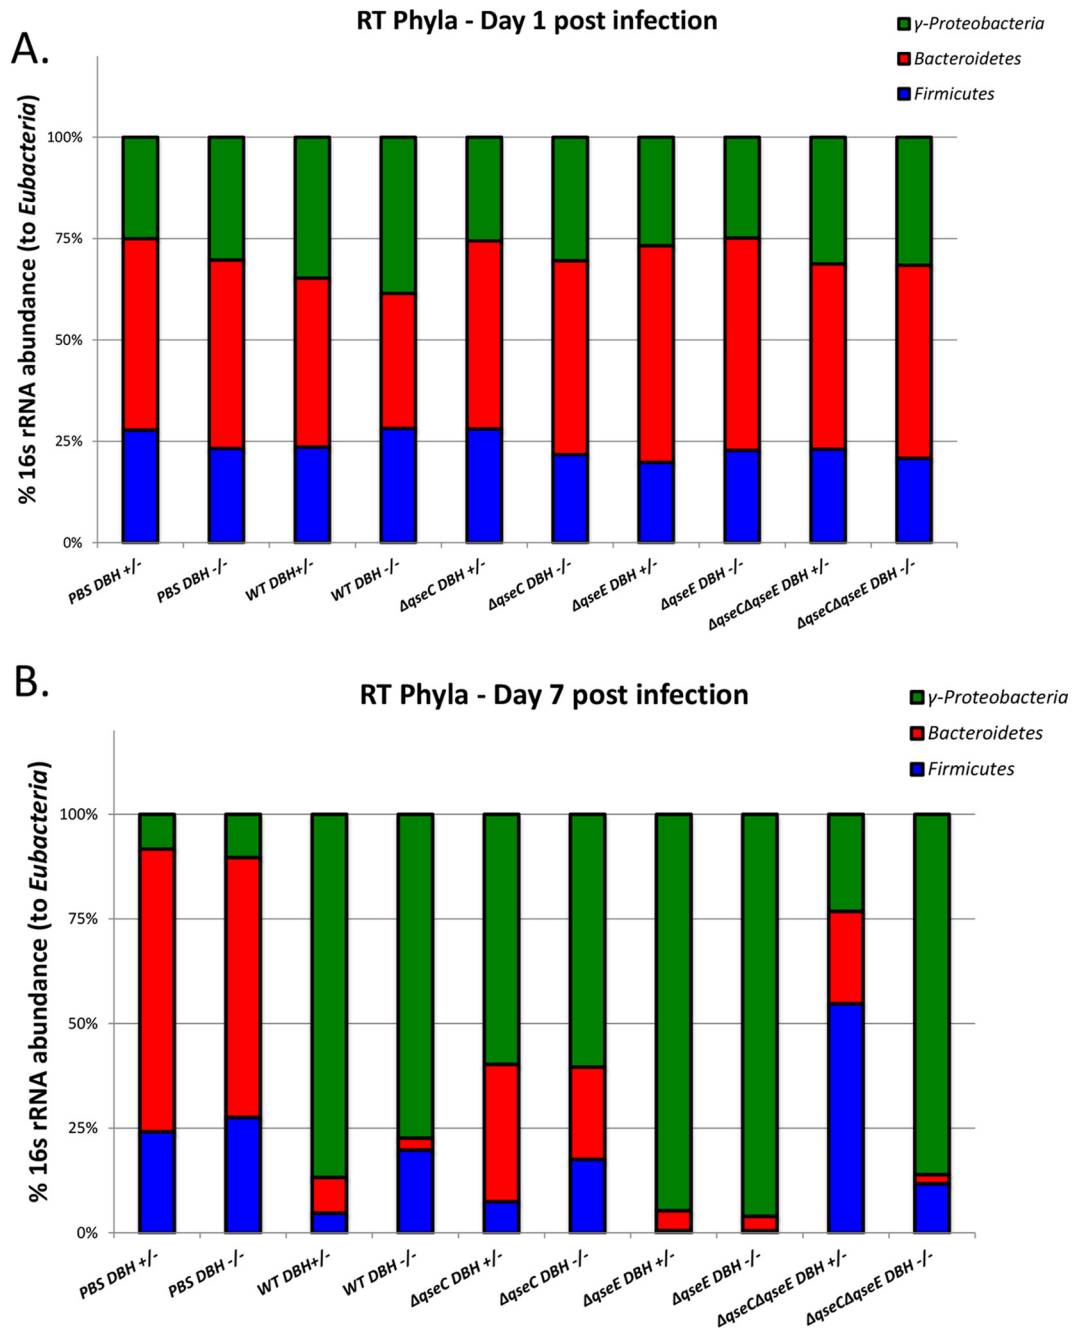 A.
RT Phyla - Day 1 post infection
γ-Proteobacteria
Bacteroidetes
Firmicutes
% 16s rRNA abundance (to Eubacteria)
100%
75%
50%
25%
0%
PBS DBH +/-
PBS DBH -/-
WT DBH+/-
WT DBH -/-
ΔqseC DBH +/-
ΔqseC DBH -/-
ΔqseE DBH +/-
ΔqseE DBH -/-
ΔqseCΔqseE DBH +/-
ΔqseCΔqseE DBH -/-
B.
RT Phyla - Day 7 post infection
γ-Proteobacteria
Bacteroidetes
Firmicutes
% 16s rRNA abundance (to Eubacteria)
100%
75%
50%
25%
0%
PBS DBH +/-
PBS DBH -/-
WT DBH+/-
WT DBH -/-
ΔqseC DBH +/-
ΔqseC DBH -/-
ΔqseE DBH +/-
ΔqseE DBH -/-
ΔqseCΔqseE DBH +/-
ΔqseCΔqseE DBH -/-